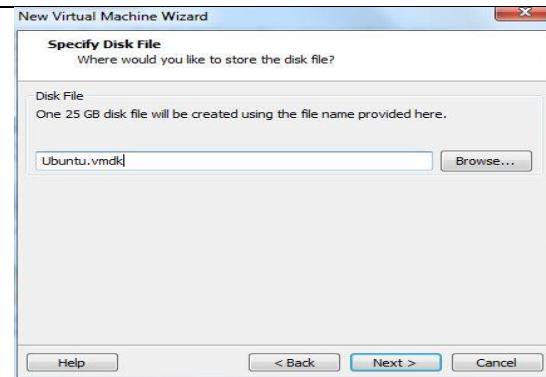 New Virtual Machine Wizard
Specify Disk File
Where would you like to store the disk file?
Disk File
One 25 GB disk file will be created using the file name provided here.
Ubuntu.vmdk
Browse...
Help
< Back
Next >
Cancel